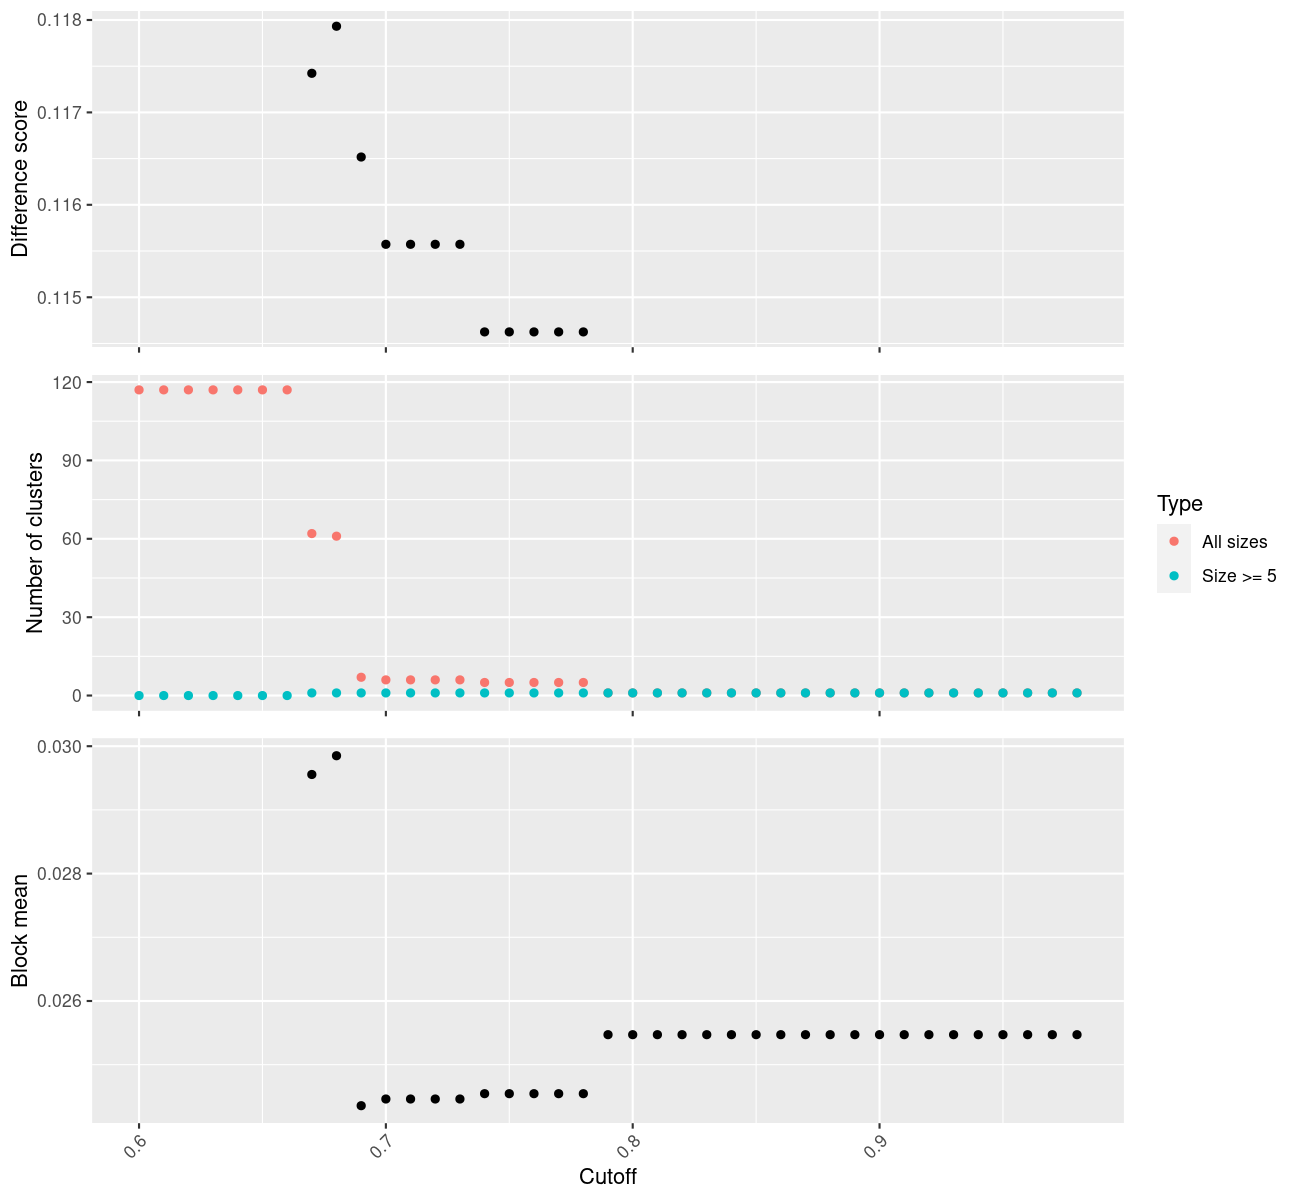 0.118
0.117
0.116
0.115
Difference score
120
90
60
30
0
Number of clusters
Type
All sizes
Size >= 5
0.030
0.028
0.026
Block mean
0.6
0.7
0.8
0.9
Cutoff